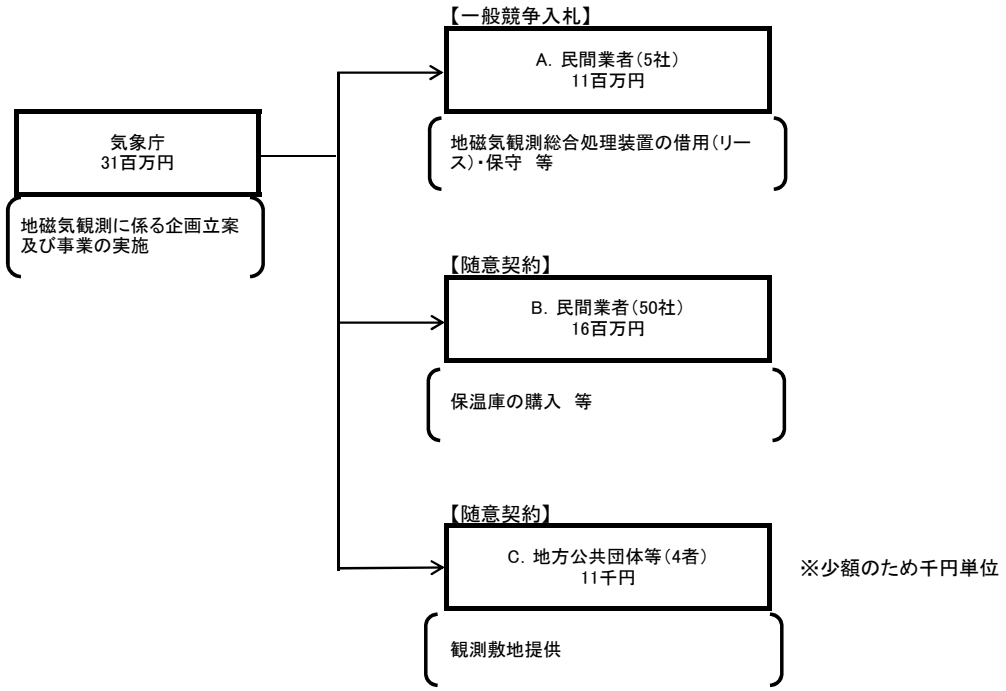 気象庁
31百万円
地磁気観測に係る企画立案
及び事業の実施
【一般競争入札】
A．民間業者(5社)
11百万円
地磁気観測総合処理装置の借用(リー
ス)・保守　等
【随意契約】
B．民間業者(50社)
16百万円
保温庫の購入　等
【随意契約】
C．地方公共団体等(4者)
11千円
※少額のため千円単位
観測敷地提供